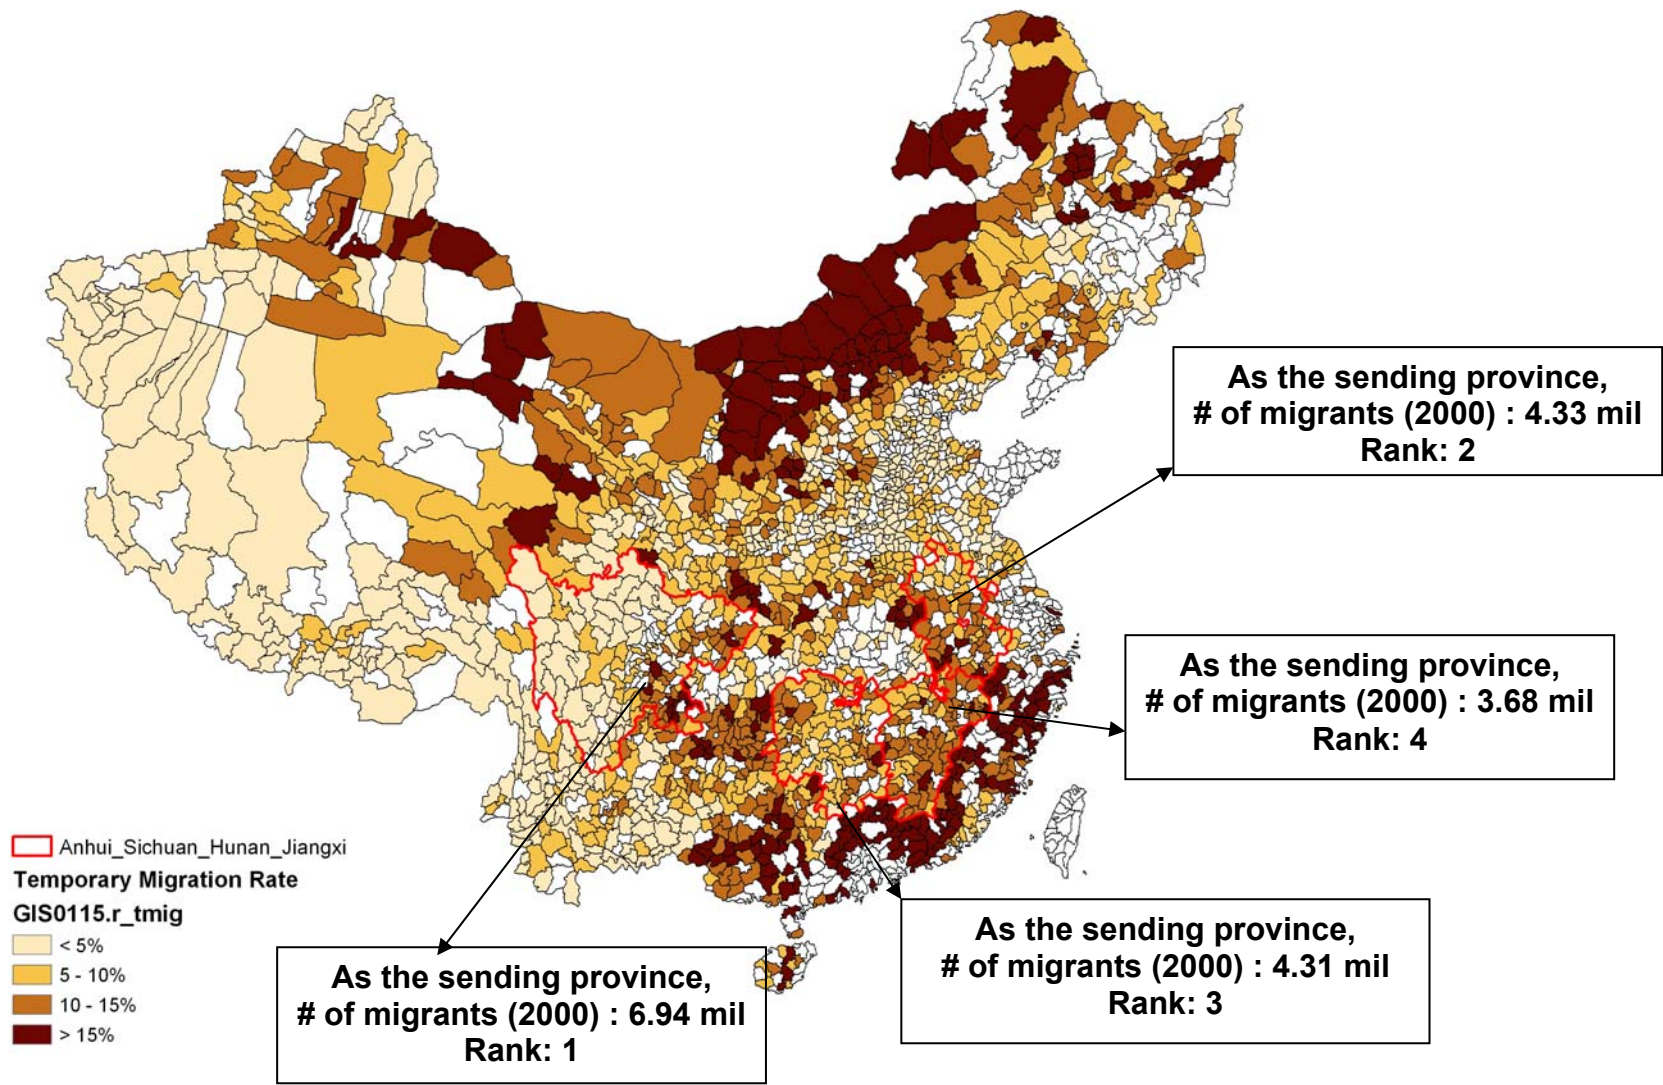 As the sending province,
# of migrants (2000) : 4.33 mil
Rank: 2
As the sending province,
# of migrants (2000) : 3.68 mil
Rank: 4
As the sending province,
# of migrants (2000) : 4.31 mil
Rank: 3
As the sending province,
# of migrants (2000) : 6.94 mil
Rank: 1
Anhui_Sichuan_Hunan_Jiangxi
Temporary Migration Rate
GIS0115.r_tmig
< 5%
5 - 10%
10 - 15%
> 15%